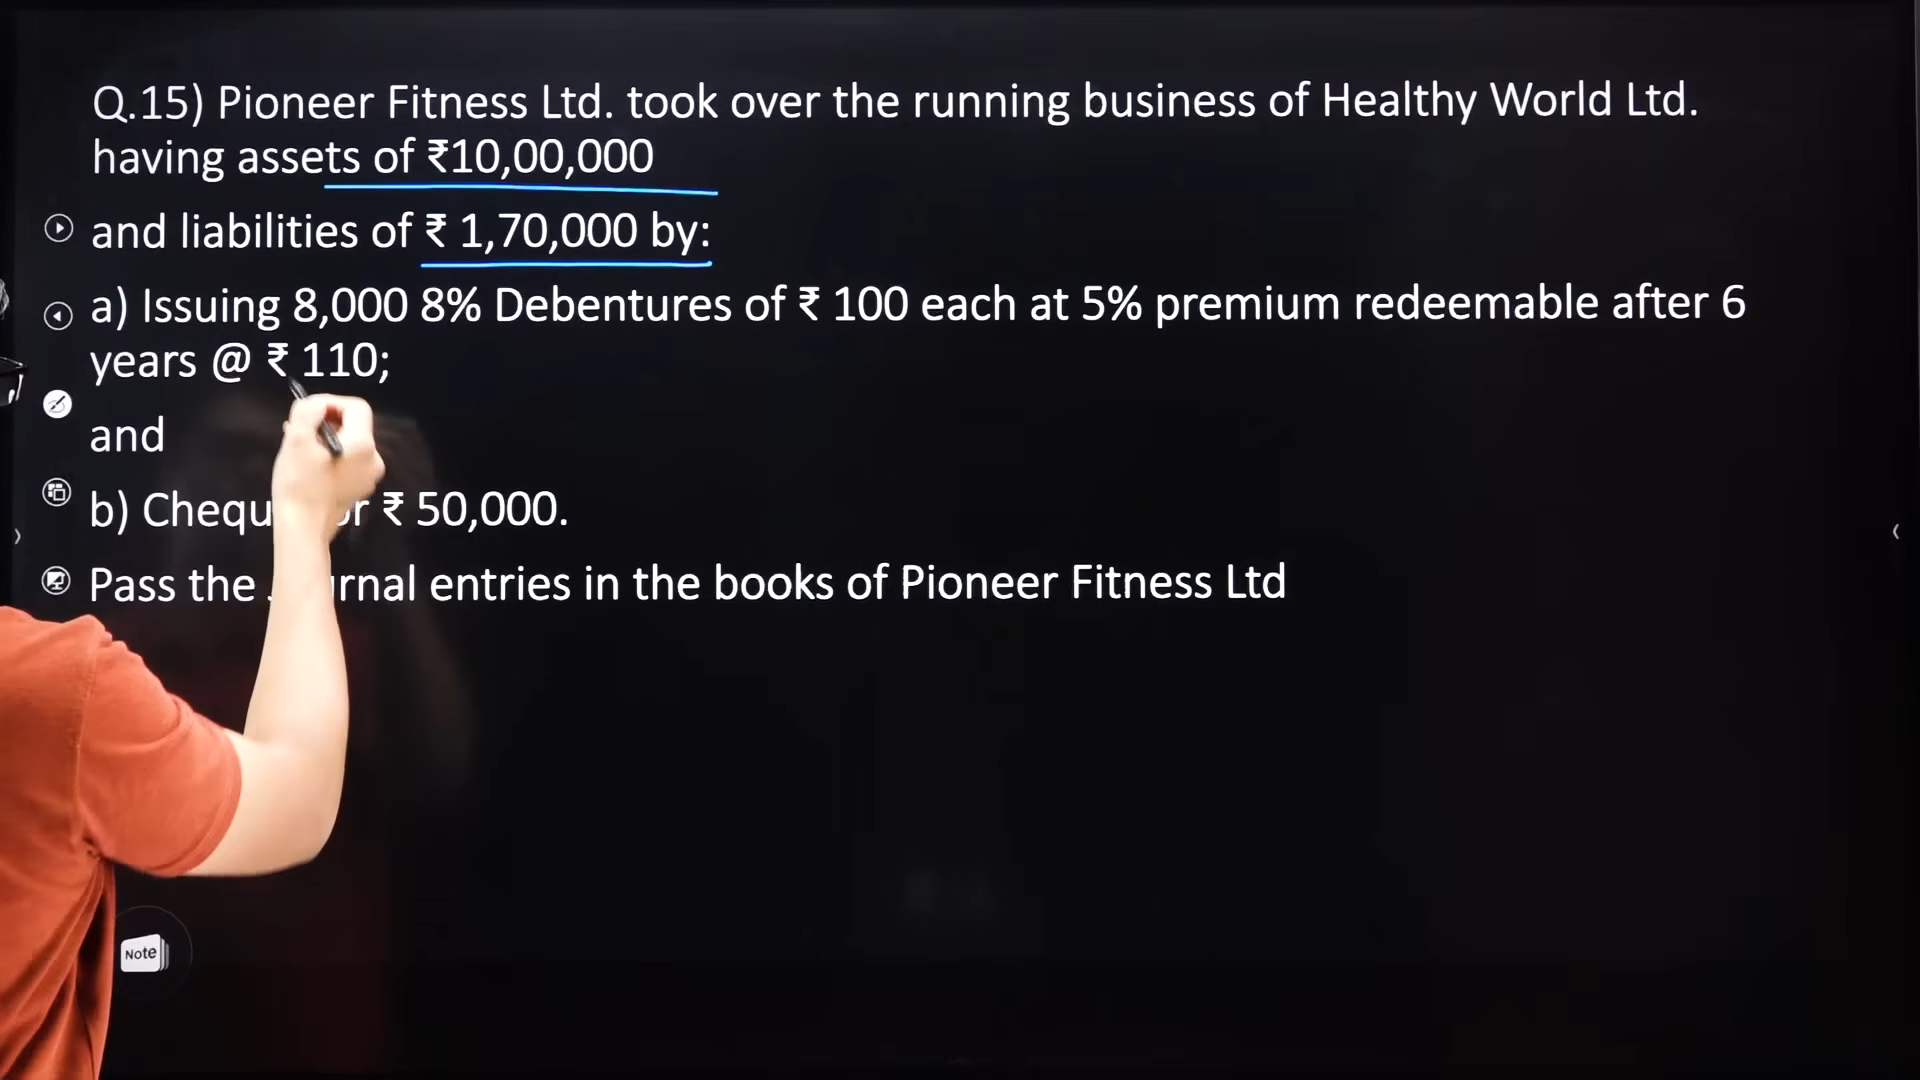 Q.15) Pioneer Fitness Ltd. took over the running business of Healthy World Ltd.
having assets of ₹10,00,000
and liabilities of ₹ 1,70,000 by:
a) Issuing 8,000 8% Debentures of ₹ 100 each at 5% premium redeemable after 6
years @ ₹ 110;
and
b) ₹ 50,000.
Pass the entries in the books of Pioneer Fitness Ltd
Note